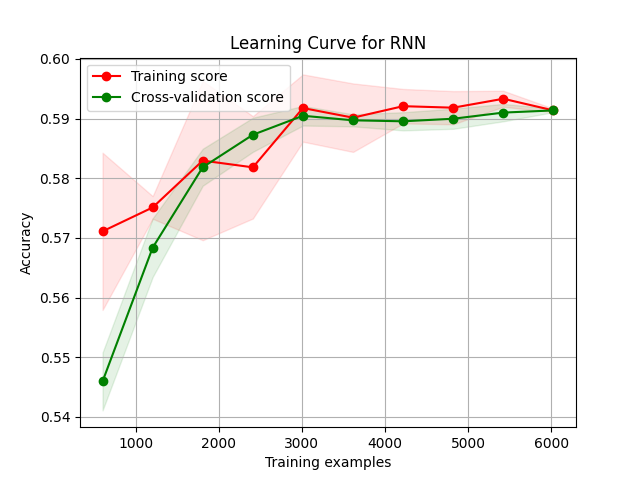 Learning Curve for RNN
Training score
Cross-validation score
0.60
0.59
0.58
0.57
0.56
0.55
0.54
Accuracy
1000 2000 3000 4000 5000 6000
Training examples